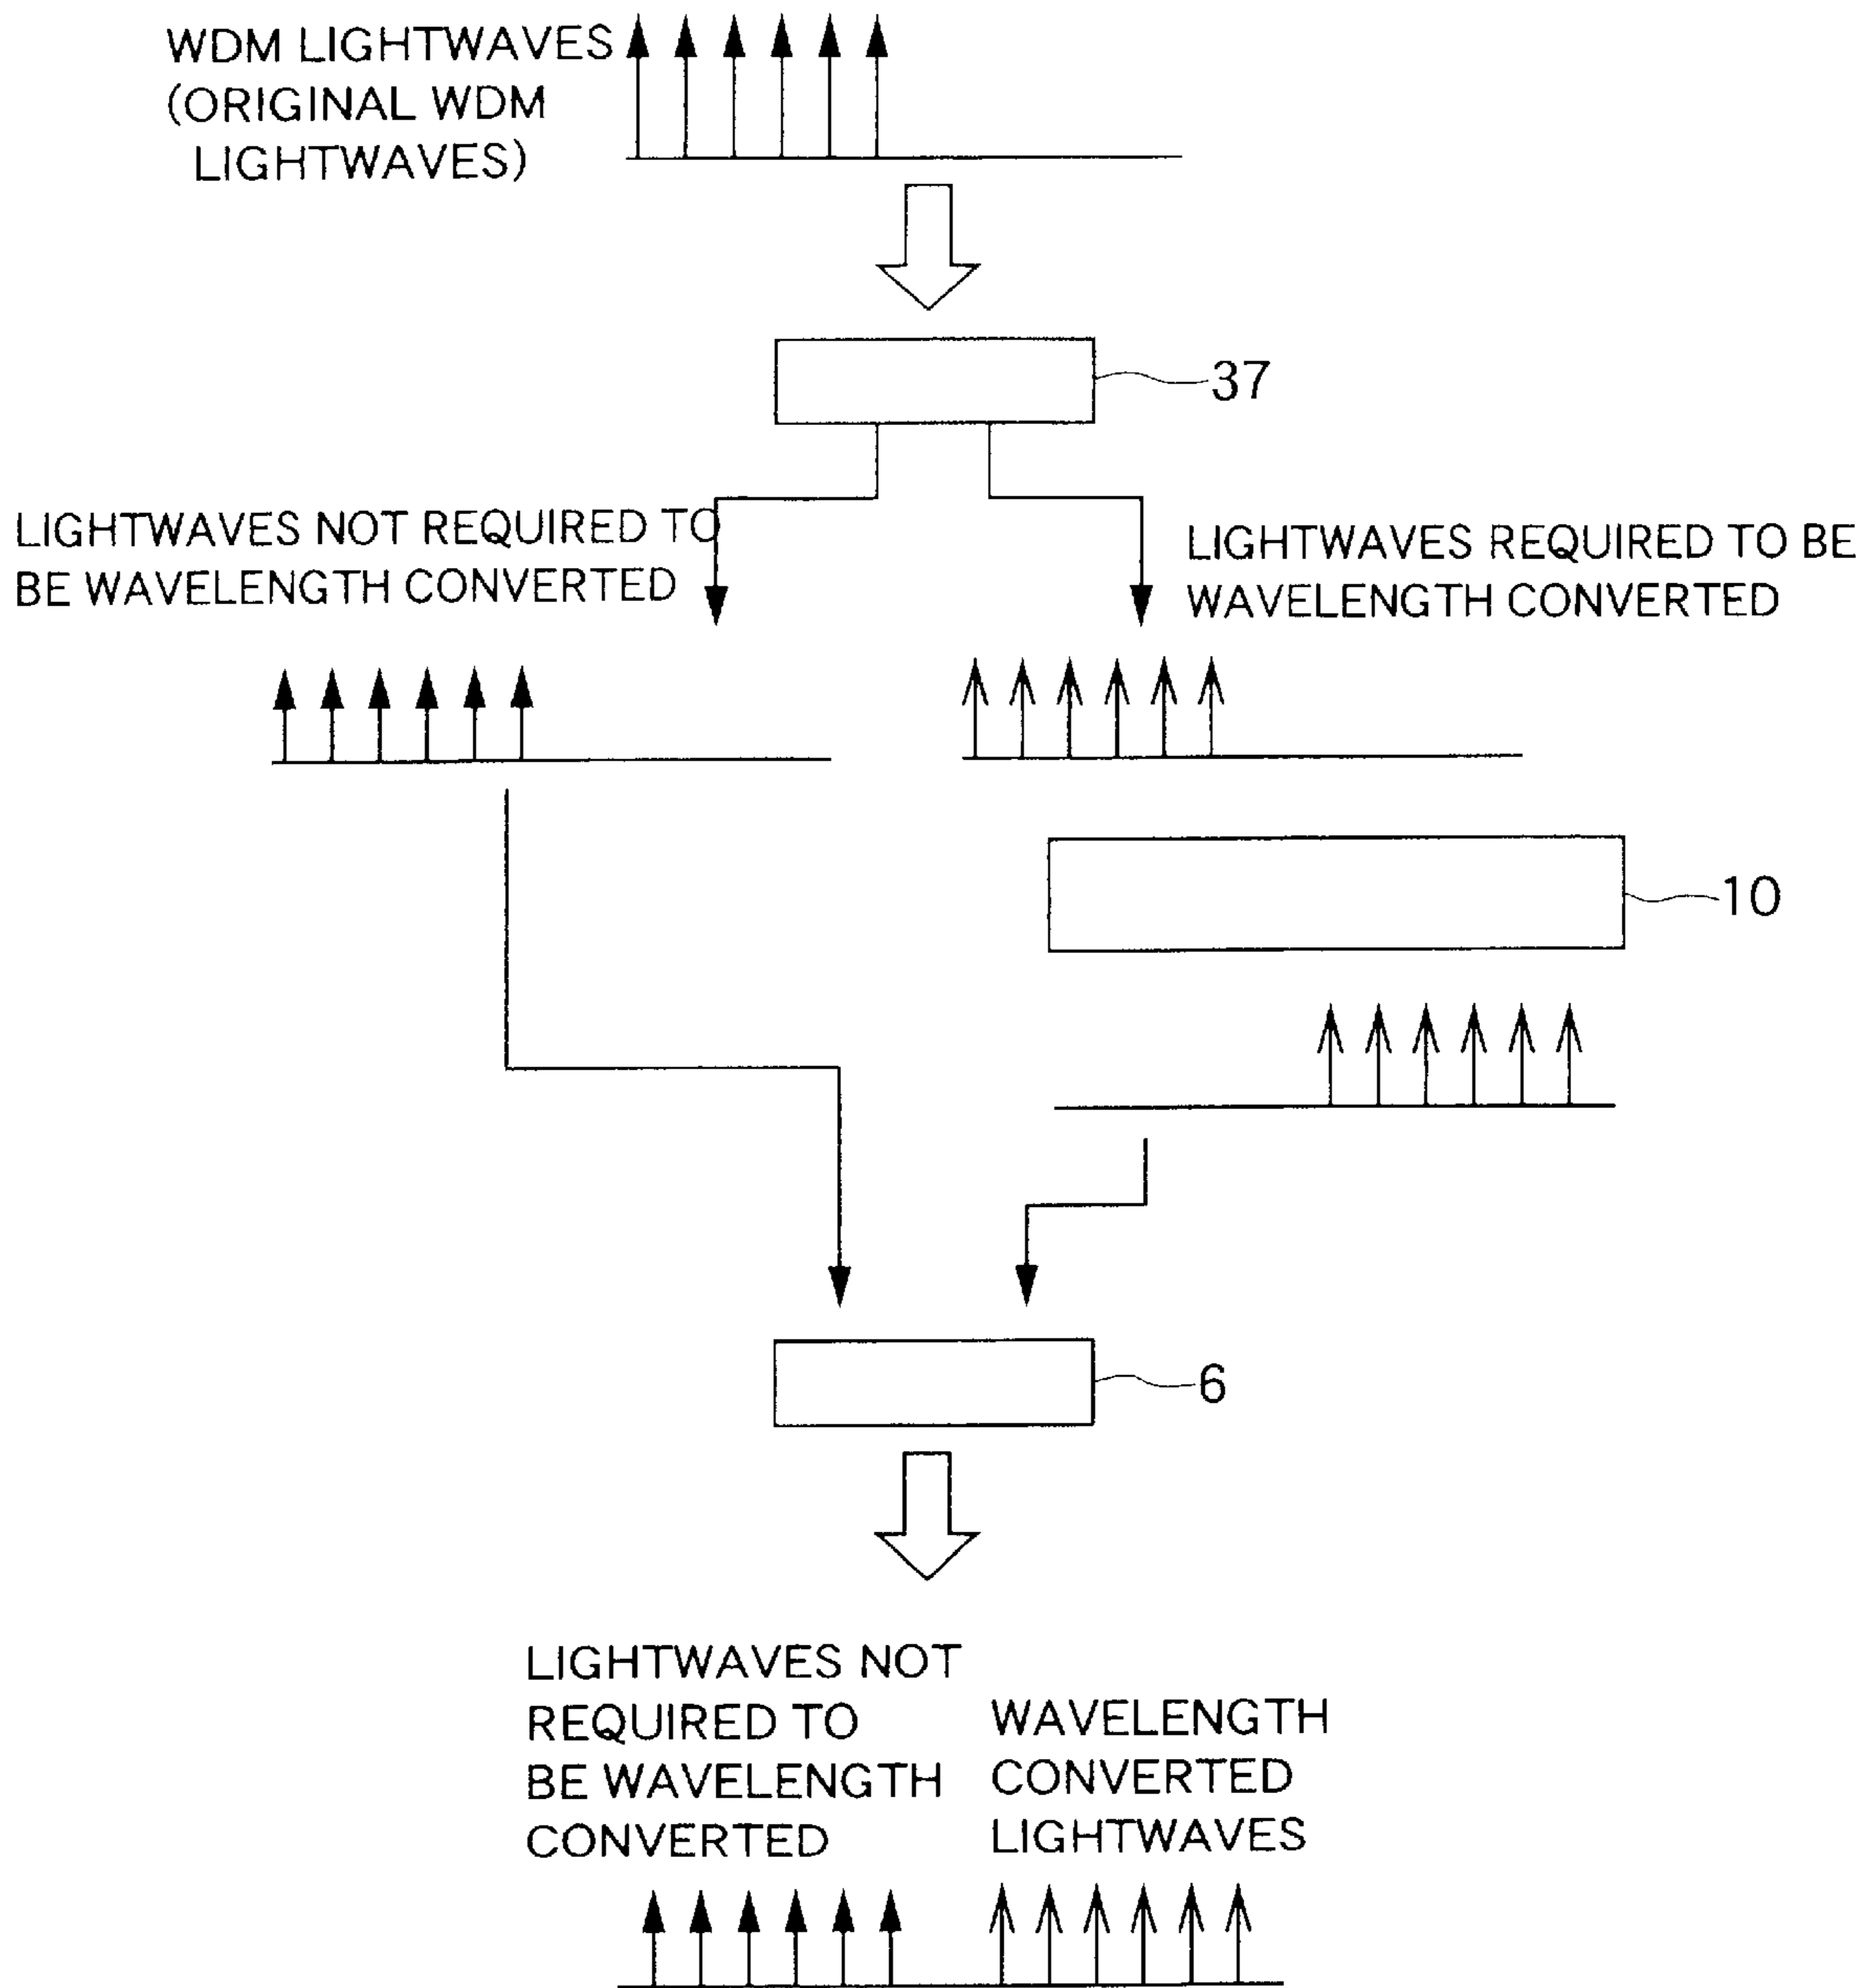 WDM LIGHTWAVES
(ORIGINAL WDM
LIGHTWAVES)
37
LIGHTWAVES NOT REQUIRED TO
BE WAVELENGTH CONVERTED
LIGHTWAVES REQUIRED TO BE
WAVELENGTH CONVERTED
10
6
LIGHTWAVES NOT
REQUIRED TO
BE WAVELENGTH
CONVERTED
WAVELENGTH
CONVERTED
LIGHTWAVES